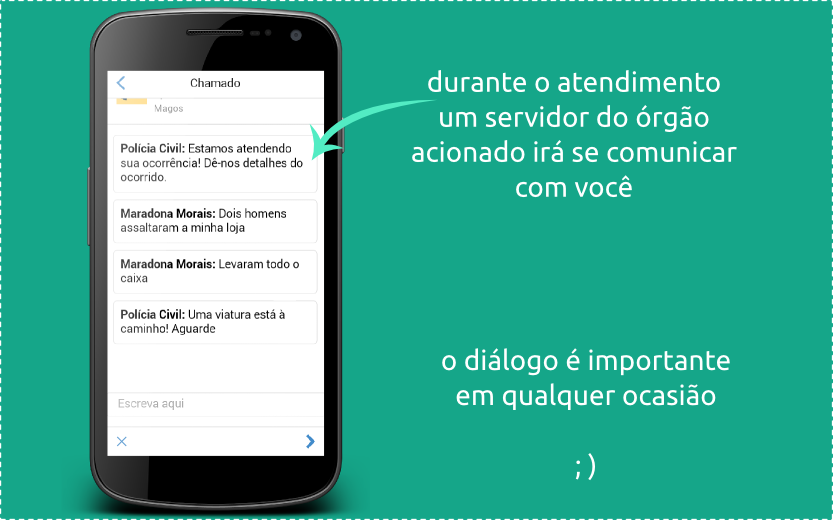 Chamado
Magos
Polícia Civil: Estamos atendendo
sua ocorrência! Dê-nos detalhes do
ocorrido.
Maradona Morais: Dois homens
assaltaram a minha loja
Maradona Morais: Levaram todo o
caixa
Polícia Civil: Uma viatura está à
caminho! Aguarde
Escreva aqui
durante o atendimento
um servidor do órgão
acionado irá se comunicar
com você
o diálogo é importante
em qualquer ocasião
;)